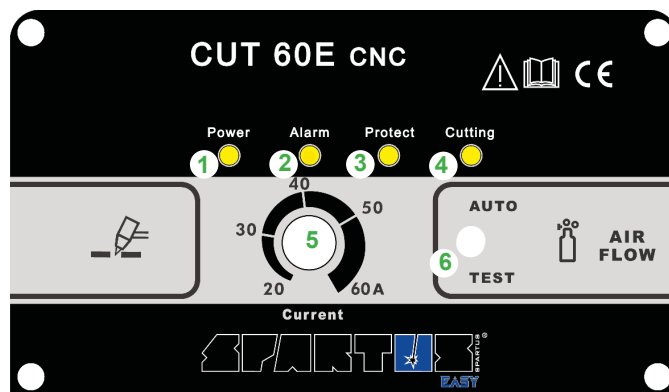 CUT 60E CNC
CE
Power Alarm Protect Cutting
1 2 3 4
40
50
30
5
20
60A
Current
AUTO
6
AIR
FLOW
TEST
SPARTUS®
SPARTUS
EASY